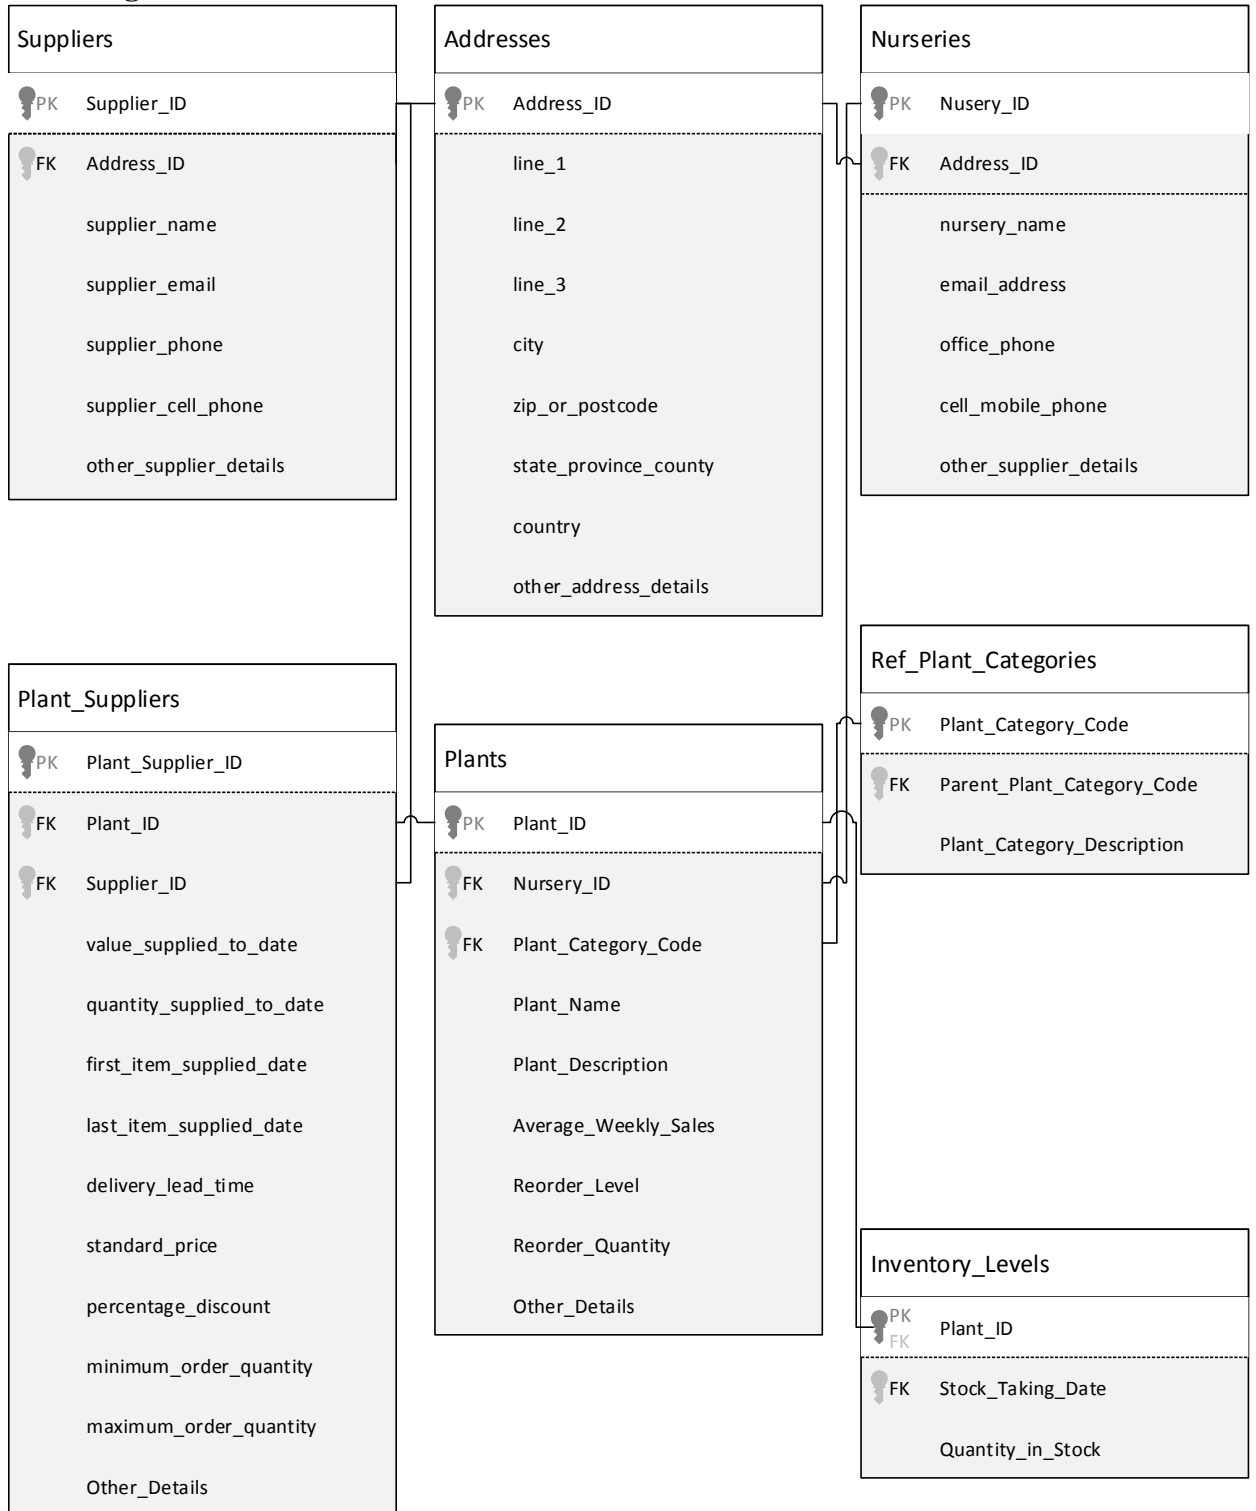 Suppliers
PK Supplier_ID
FK Address_ID
supplier_name
supplier_email
supplier_phone
supplier_cell_phone
other_supplier_details
Addresses
PK Address_ID
line_1
line_2
line_3
city
zip_or_postcode
state_province_county
country
other_address_details
Nurseries
PK Nusery_ID
FK Address_ID
nursery_name
email_address
office_phone
cell_mobile_phone
other_supplier_details
Plant_Suppliers
PK Plant_Supplier_ID
FK Plant_ID
FK Supplier_ID
value_supplied_to_date
quantity_supplied_to_date
first_item_supplied_date
last_item_supplied_date
delivery_lead_time
standard_price
percentage_discount
minimum_order_quantity
maximum_order_quantity
Other_Details
Plants
PK Plant_ID
FK Nursery_ID
FK Plant_Category_Code
Plant_Name
Plant_Description
Average_Weekly_Sales
Reorder_Level
Reorder_Quantity
Other_Details
Ref_Plant_Categories
PK Plant_Category_Code
FK Parent_Plant_Category_Code
Plant_Category_Description
Inventory_Levels
PK
FK Plant_ID
FK Stock_Taking_Date
Quantity_in_Stock